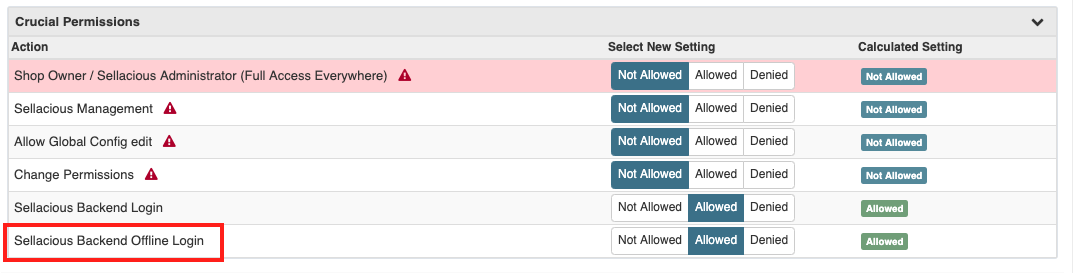 Crucial Permissions
Action Select New Setting Calculated Setting
Shop Owner / Sellacious Administrator (Full Access Everywhere) Not Allowed Allowed Denied Not Allowed
Sellacious Management Not Allowed Allowed Denied Not Allowed
Allow Global Config edit Not Allowed Allowed Denied Not Allowed
Change Permissions Not Allowed Allowed Denied Not Allowed
Sellacious Backend Login Not Allowed Allowed Denied Allowed
Sellacious Backend Offline Login Not Allowed Allowed Denied Allowed